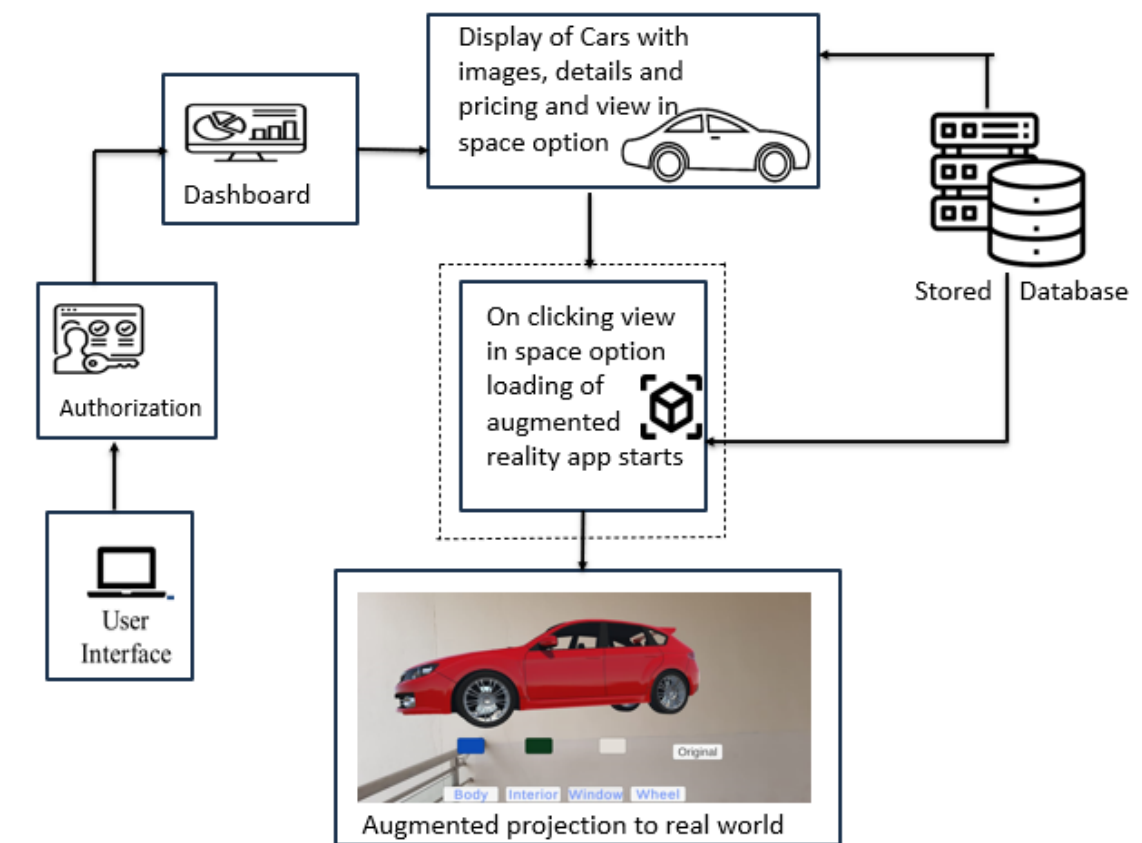 Display of Cars with
images, details and
pricing and view in
space option
Dashboard
Stored Database
On clicking view
in space option
loading of
augmented
reality app starts
Authorization
User
Interface
Original
Body Interior Window Wheel
Augmented projection to real world